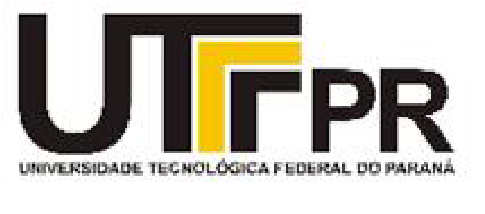 UTFPR
UNIVERSIDADE TECNOLÓGICA FEDERAL DO PARANÁ